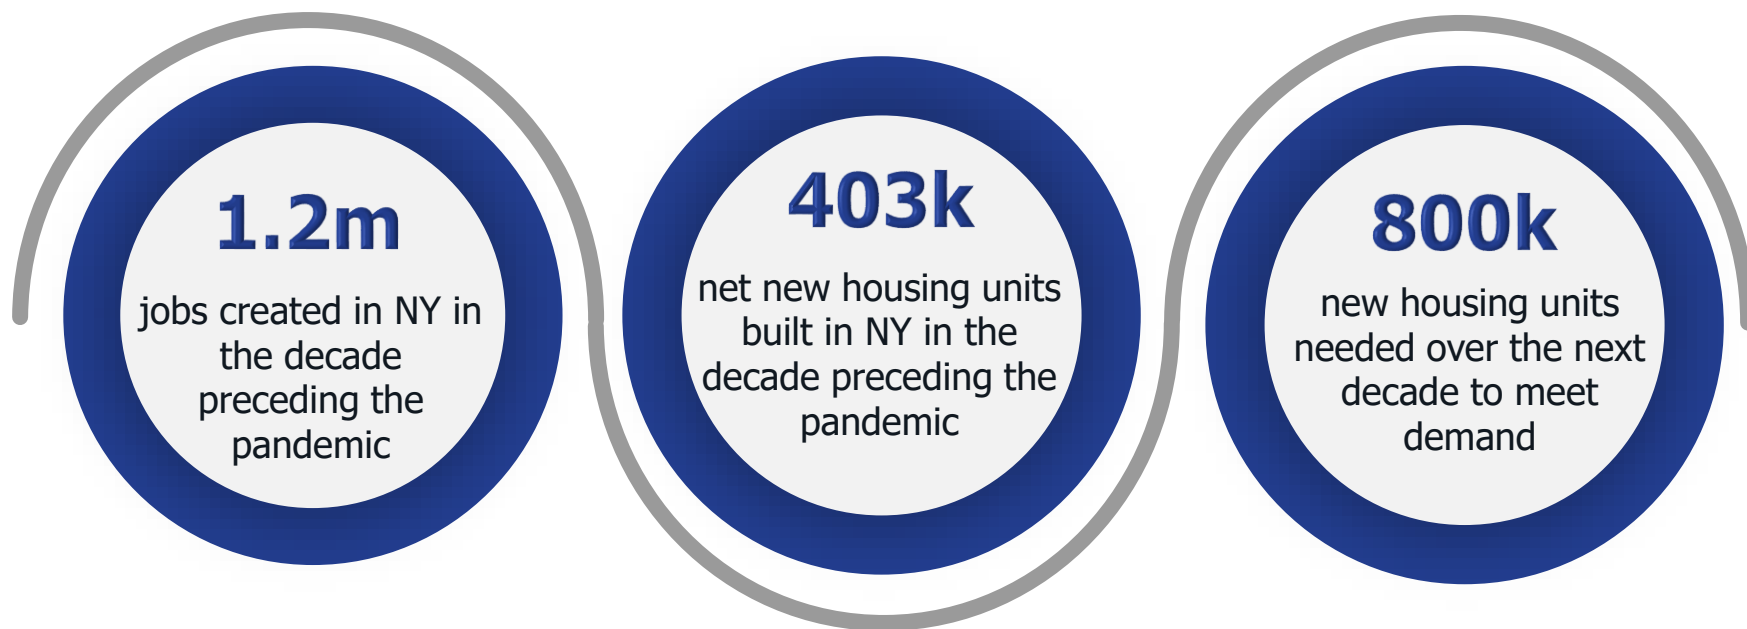 1.2m
jobs created in NY in
the decade
preceding the
pandemic
403k
net new housing units
built in NY in the
decade preceding the
pandemic
800k
new housing units
needed over the next
decade to meet
demand